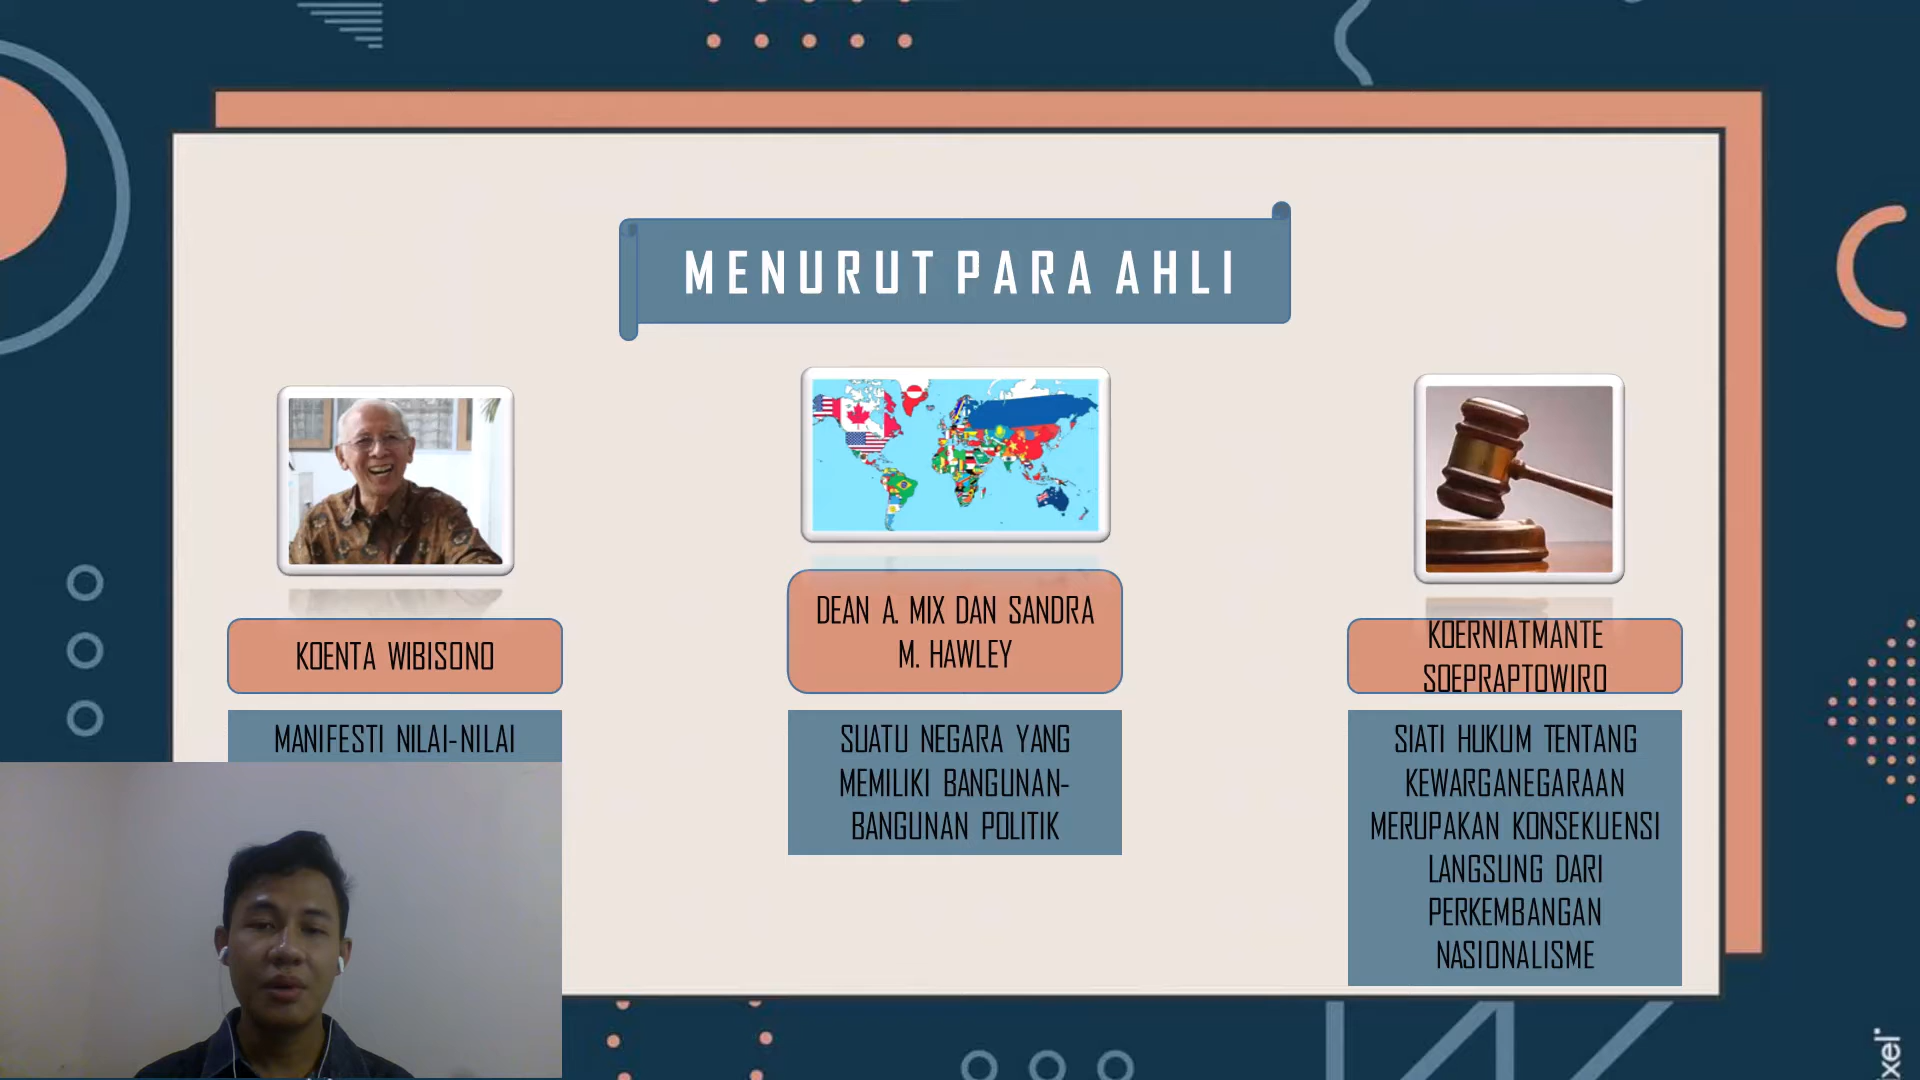 MENURUT PARA AHLI
KOENTA WIBISONO
MANIFESTI NILAI-NILAI
DEAN A. MIX DAN SANDRA
M. HAWLEY
SUATU NEGARA YANG
MEMILIKI BANGUNAN-
BANGUNAN POLITIK
KOERNIATMANTE
SOEPRAPTOWIRO
SIATI HUKUM TENTANG
KEWARGANEGARAAN
MERUPAKAN KONSEKUENSI
LANGSUNG DARI
PERKEMBANGAN
NASIONALISME